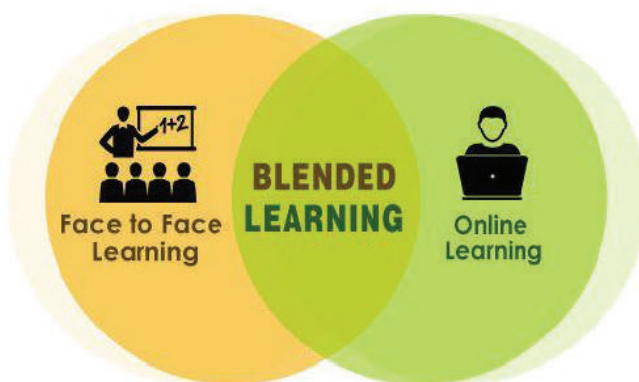 1+2
Face to Face
Learning
BLENDED
LEARNING
Online
Learning